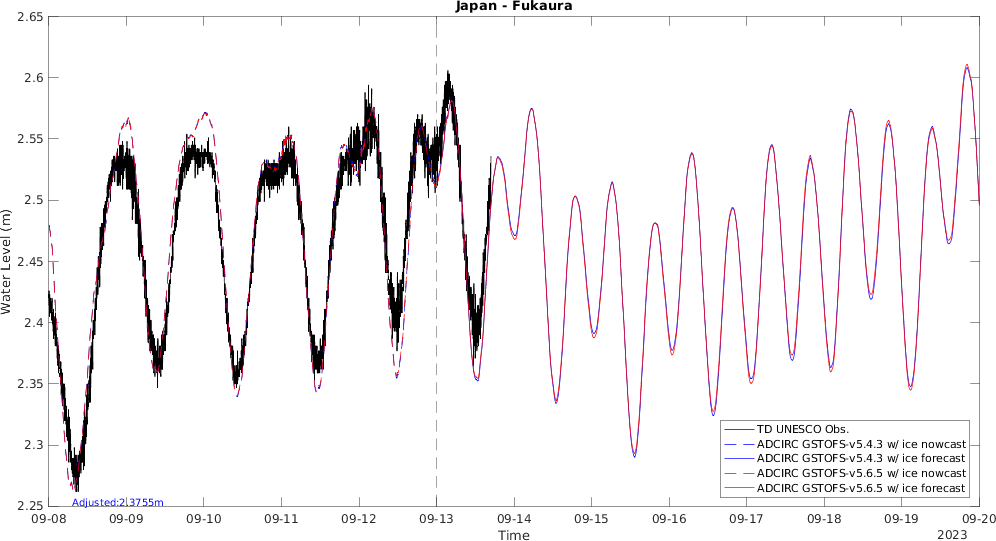 Japan - Fukaura
2.65
2.6
2.55
2.5
2.45
2.4
2.35
2.3
2.25
Water Level (m)
Adjusted:2.3755m
TD UNESCO Obs.
ADCIRC GSTOFS-v5.4.3 w/ ice nowcast
ADCIRC GSTOFS-v5.4.3 w/ ice forecast
ADCIRC GSTOFS-v5.6.5 w/ ice nowcast
ADCIRC GSTOFS-v5.6.5 w/ ice forecast
09-08 09-09 09-10 09-11 09-12 09-13 09-14 09-15 09-16 09-17 09-18 09-19 09-20
Time
2023